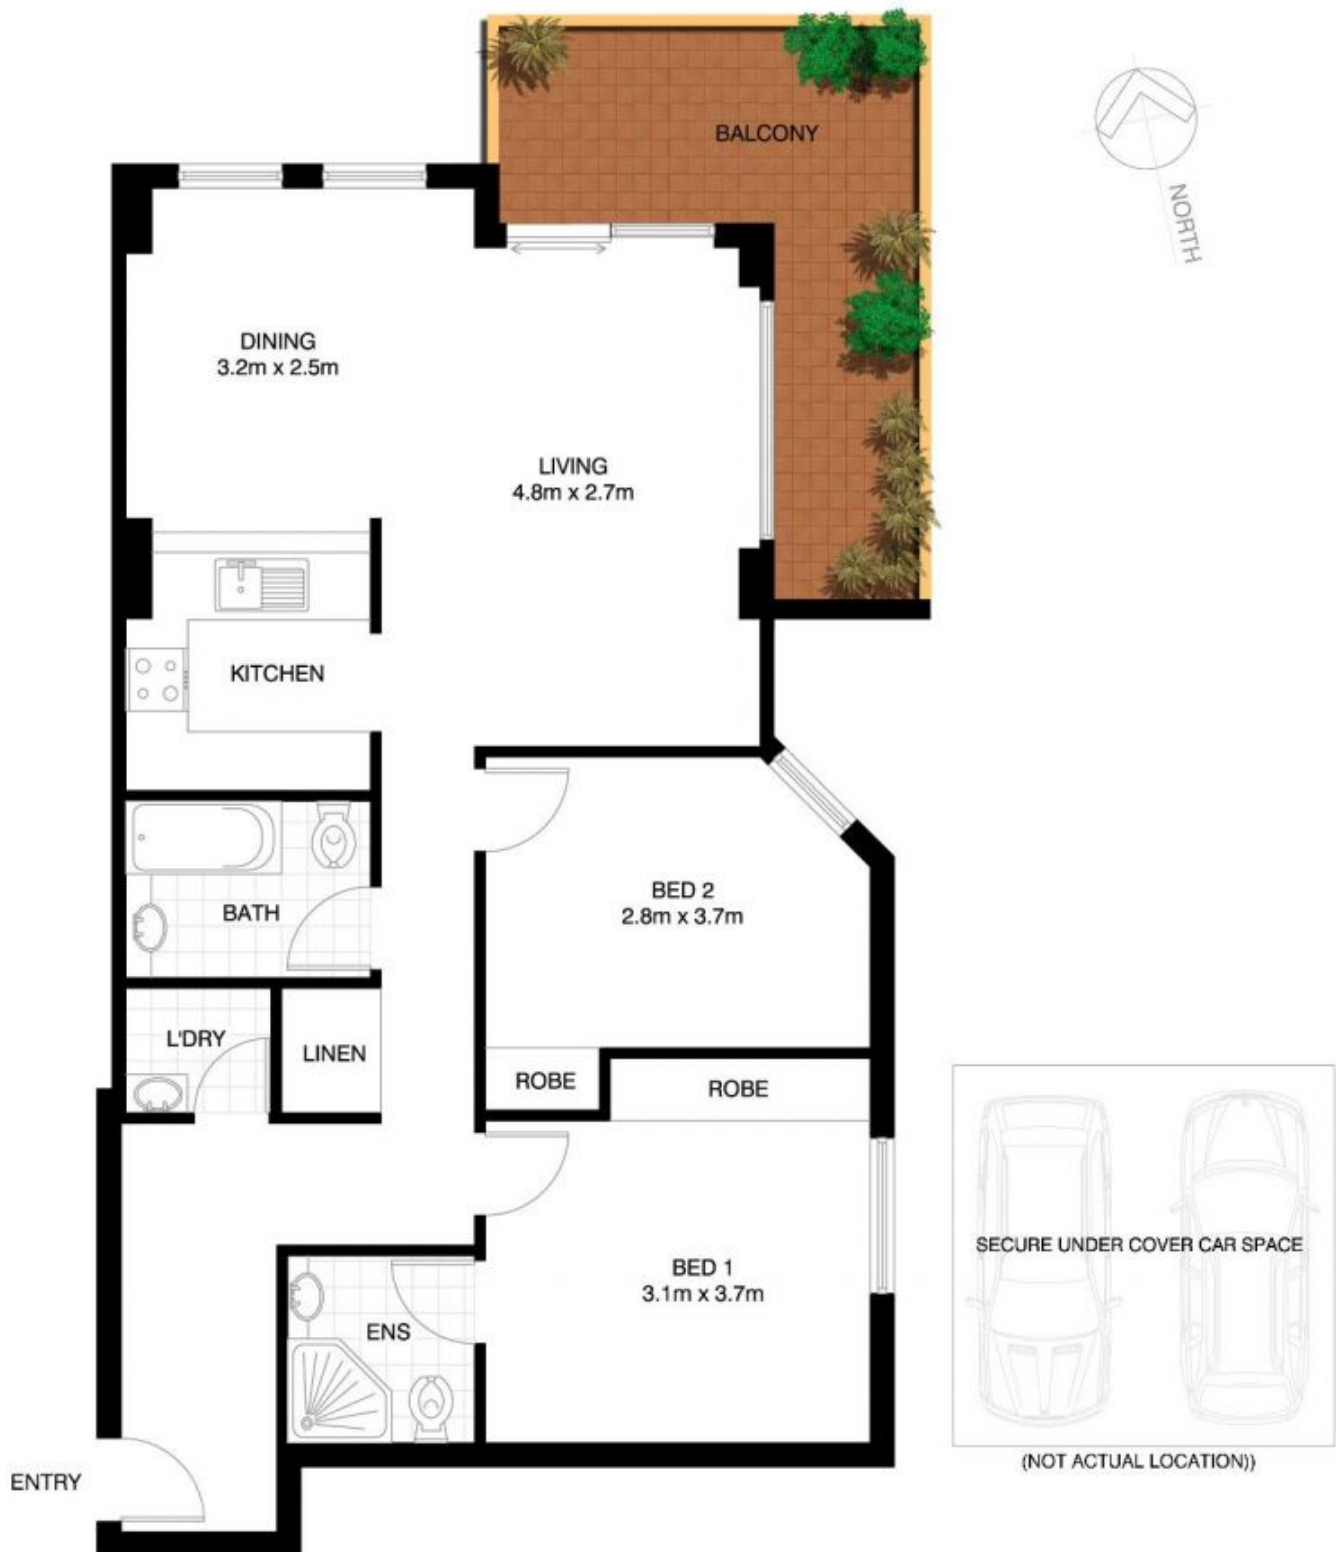 BALCONY
NORTH
DINING
3.2m x 2.5m
LIVING
4.8m x 2.7m
KITCHEN
BED 2
2.8m x 3.7m
BATH
L'DRY
LINEN
ROBE
ROBE
BED 1
3.1m x 3.7m
ENS
SECURE UNDER COVER CAR SPACE
(NOT ACTUAL LOCATION))
ENTRY